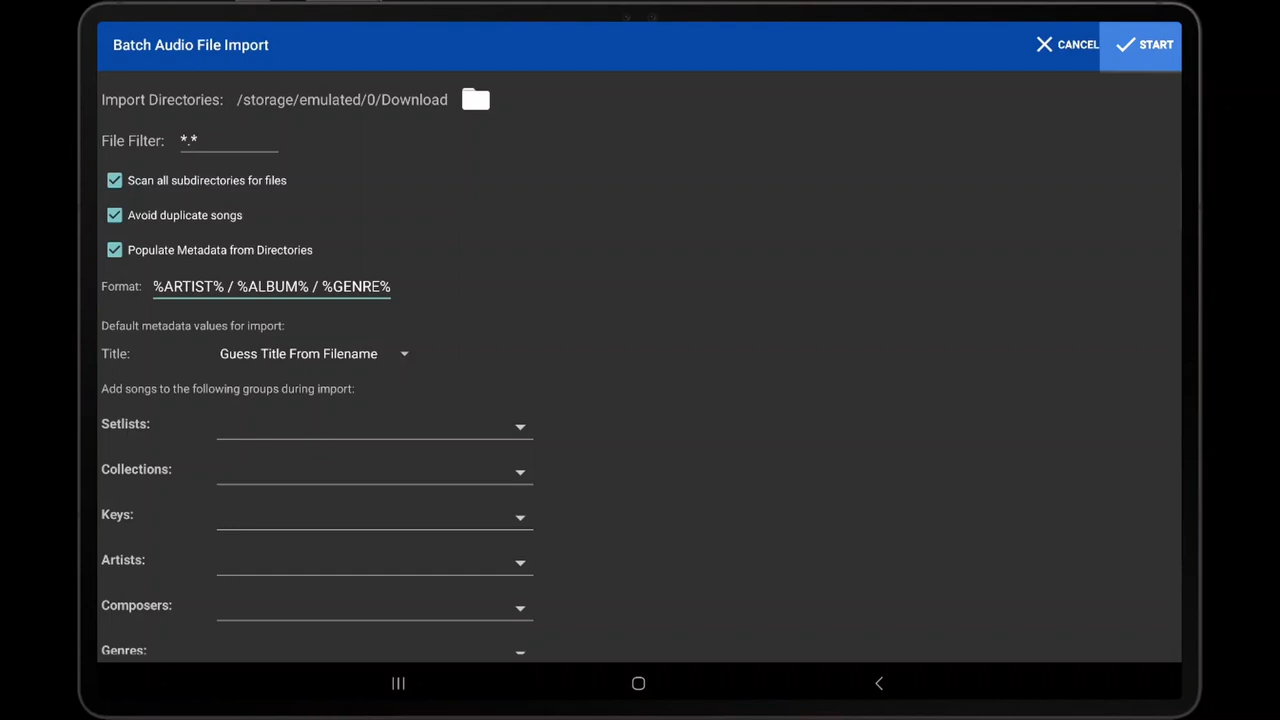 Batch Audio File Import
CANCEL
START
Import Directories: /storage/emulated/0/Download
File Filter: *.*
Scan all subdirectories for files
Avoid duplicate songs
Populate Metadata from Directories
Format: %ARTIST% / %ALBUM% / %GENRE%
Default metadata values for import:
Title: Guess Title From Filename
Add songs to the following groups during import:
Setlists:
Collections:
Keys:
Artists:
Composers:
Genres: